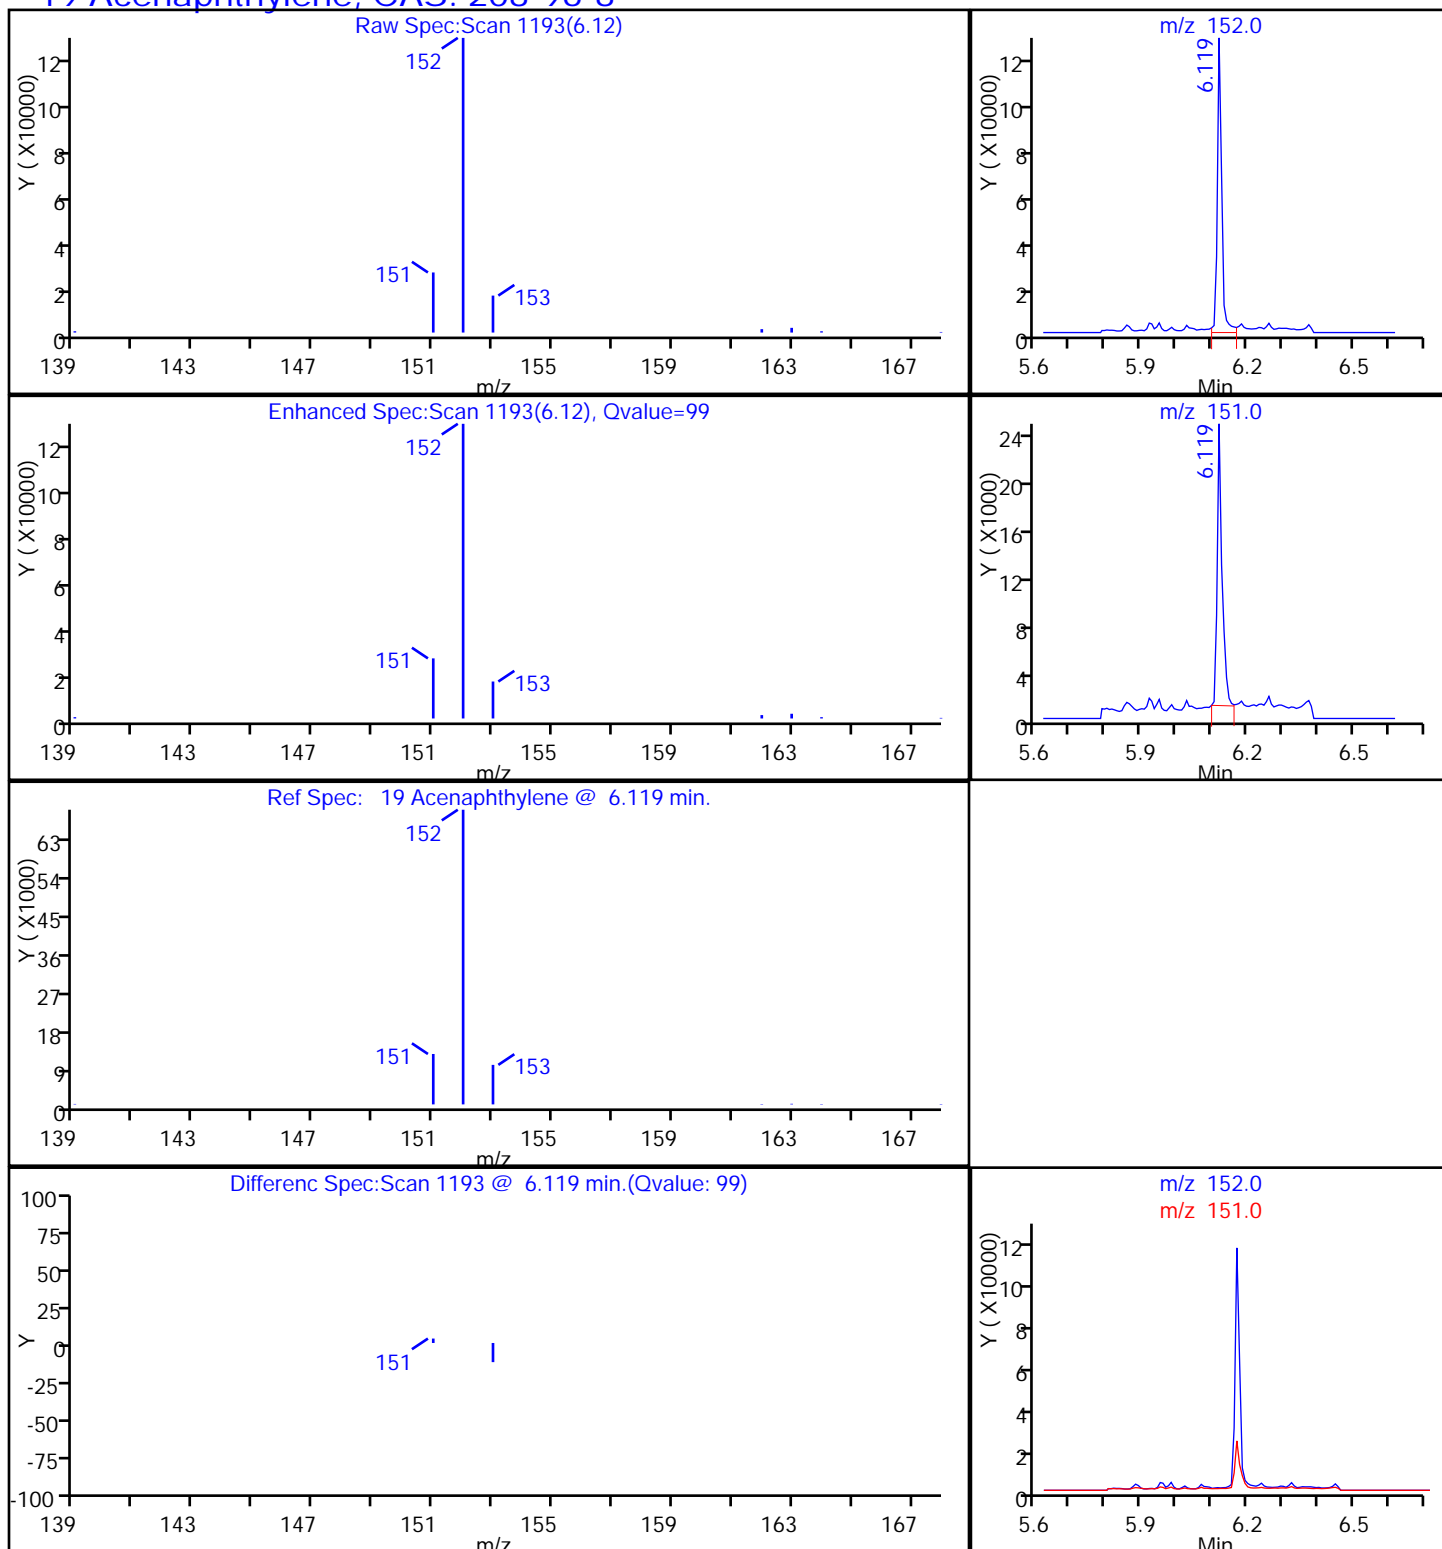 19 Acenaphthylene, CAS: 208-96-8
Raw Spec:Scan 1193(6.12)
Y ( X10000)
12
10
8
6
4
2
0
152
151
153
139 143 147 151 155 159 163 167
m/z
m/z 152.0
Y ( X10000)
12
10
8
6
4
2
0
6.119
5.6 5.9 6.2 6.5
Min
Enhanced Spec:Scan 1193(6.12), Qvalue=99
Y ( X10000)
12
10
8
6
4
2
0
152
151
153
139 143 147 151 155 159 163 167
m/z
m/z 151.0
Y ( X1000)
24
20
16
12
8
4
0
6.119
5.6 5.9 6.2 6.5
Min
Ref Spec: 19 Acenaphthylene @ 6.119 min.
Y ( X1000)
63
54
45
36
27
18
9
0
152
151
153
139 143 147 151 155 159 163 167
m/z
Differenc Spec:Scan 1193 @ 6.119 min.(Qvalue: 99)
Y
100
75
50
25
0
-25
-50
-75
-100
151
139 143 147 151 155 159 163 167
m/z
m/z 152.0
m/z 151.0
Y ( X10000)
12
10
8
6
4
2
0
5.6 5.9 6.2 6.5
Min